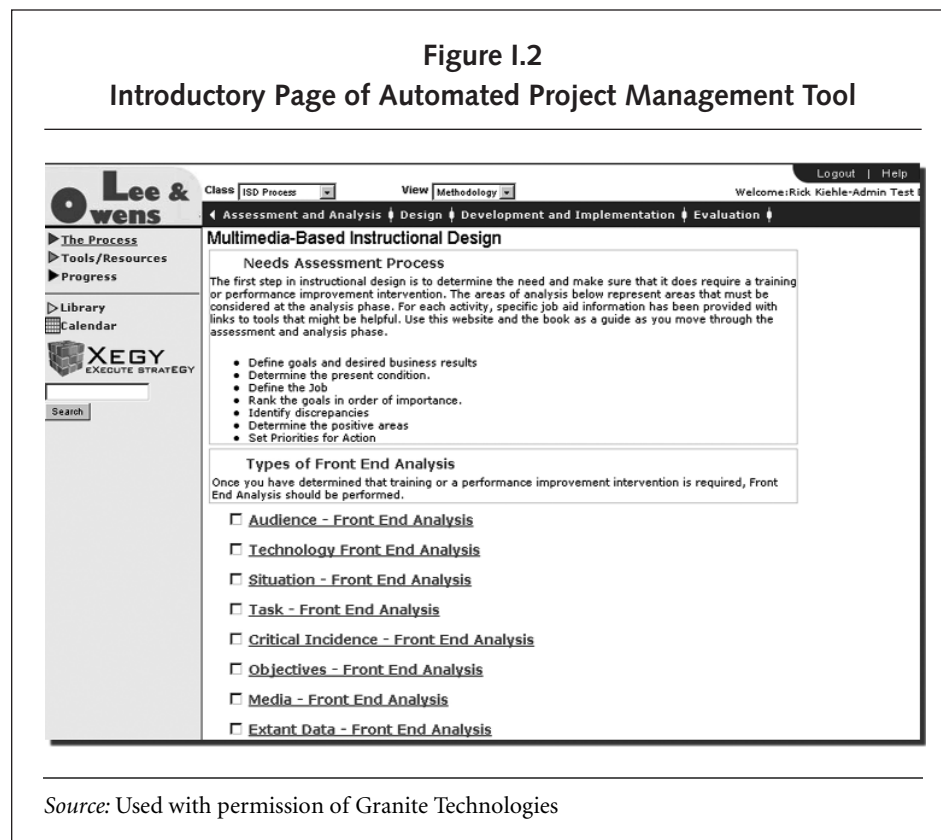 Figure I.2
Introductory Page of Automated Project Management Tool
Logout | Help
Lee &
Owens
Class ISD Process View Methodology
Welcome:Rick Kiehle-Admin Test
Assessment and Analysis Design Development and Implementation Evaluation
The Process
Tools/Resources
Progress
Library
Calendar
XEGY
EXECUTE STRATEGY
Search
Multimedia-Based Instructional Design
Needs Assessment Process
The first step in instructional design is to determine the need and make sure that it does require a training
or performance improvement intervention. The areas of analysis below represent areas that must be
considered at the analysis phase. For each activity, specific job aid information has been provided with
links to tools that might be helpful. Use this website and the book as a guide as you move through the
assessment and analysis phase.
• Define goals and desired business results
• Determine the present condition.
• Define the Job
• Rank the goals in order of importance.
• Identify discrepancies
• Determine the positive areas
• Set Priorities for Action
Types of Front End Analysis
Once you have determined that training or a performance improvement intervention is required, Front
End Analysis should be performed.
Audience - Front End Analysis
Technology Front End Analysis
Situation - Front End Analysis
Task - Front End Analysis
Critical Incidence - Front End Analysis
Objectives - Front End Analysis
Media - Front End Analysis
Extant Data - Front End Analysis
Source: Used with permission of Granite Technologies